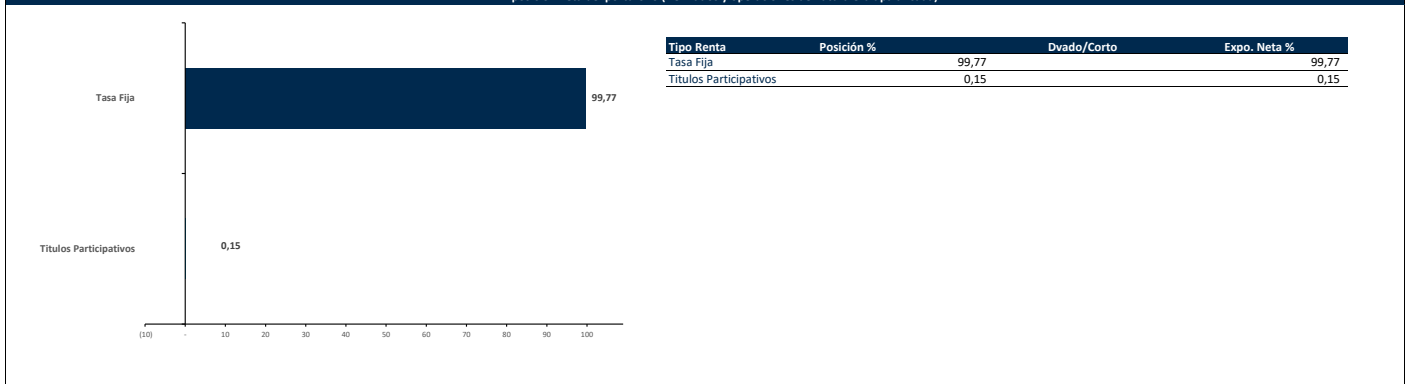 Tipo Renta Posición % Dvado/Corto Expo. Neta %
Tasa Fija 99,77 99,77
Titulos Participativos 0,15 0,15
Tasa Fija 99,77
Titulos Participativos 0,15
(10) - 10 20 30 40 50 60 70 80 90 100